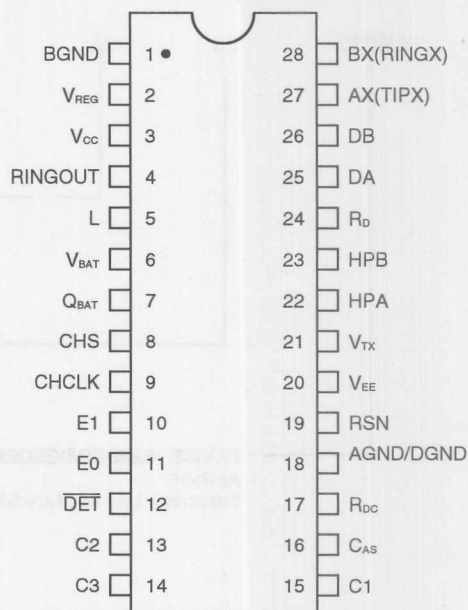 BGND 1 28 BX(RINGX)
VREG 2 27 AX(TIPX)
Vcc 3 26 DB
RINGOUT 4 25 DA
L 5 24 RD
VBAT 6 23 HPB
QBAT 7 22 HPA
CHS 8 21 VTX
CHCLK 9 20 VEE
E1 10 19 RSN
E0 11 18 AGND/DGND
DET 12 17 RDC
C2 13 16 CAS
C3 14 15 C1